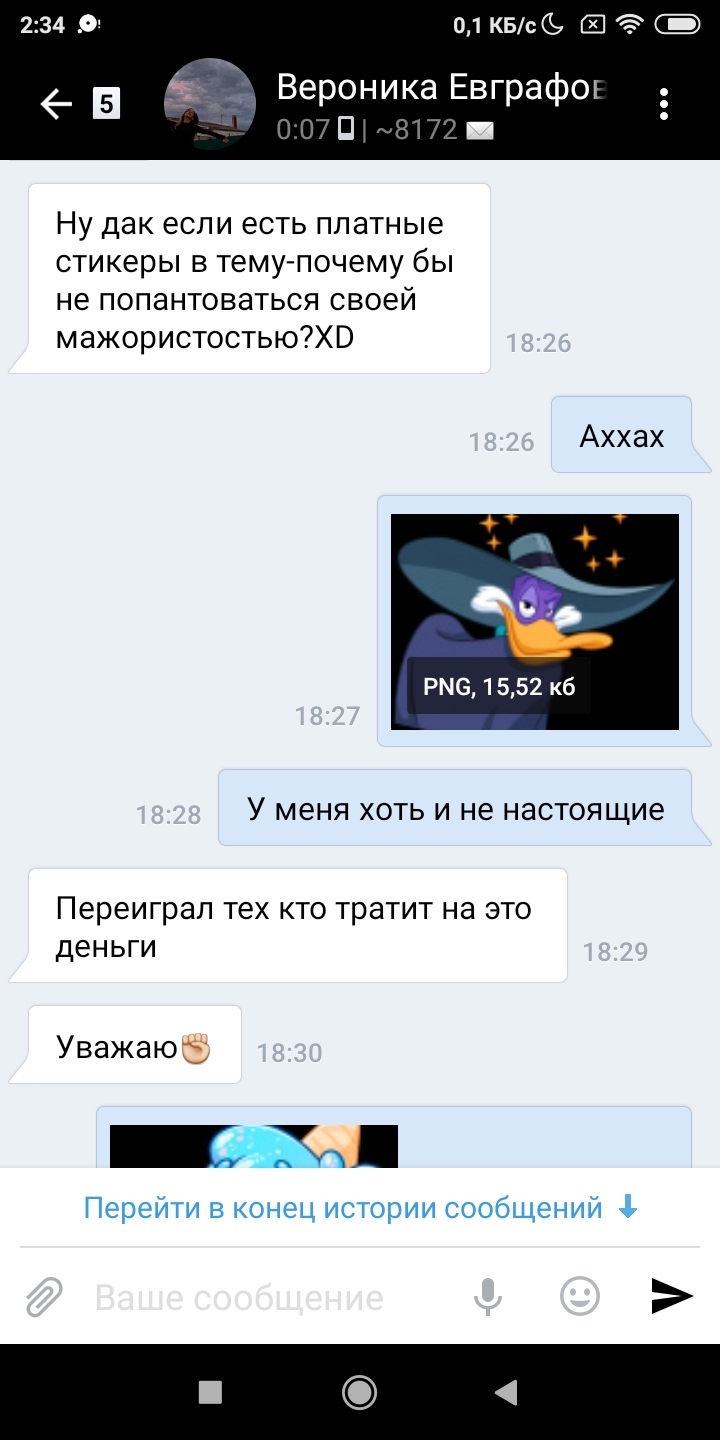 2:34
0,1 КБ/с
5
Вероника Евграфов
0:07 | ~8172
Ну дак если есть платные
стикеры в тему-почему бы
не попантоваться своей
мажористостью?XD
18:26
18:26
Аххах
PNG, 15,52 кб
18:27
18:28
У меня хоть и не настоящие
Переиграл тех кто тратит на это
деньги
18:29
Уважаю✊
18:30
Перейти в конец истории сообщений
Ваше сообщение